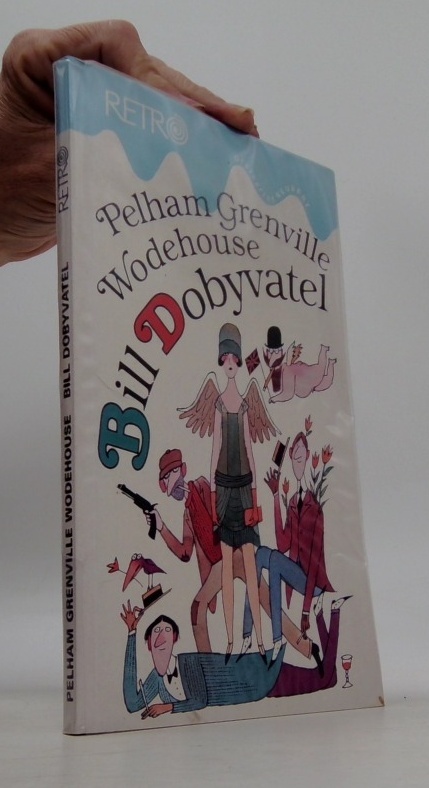 RETRO
Pelham Grenville
Wodehouse
Bill Dobyvatel
PELHAM GRENVILLE WODEHOUSE BILL DOBYVATEL RETRO